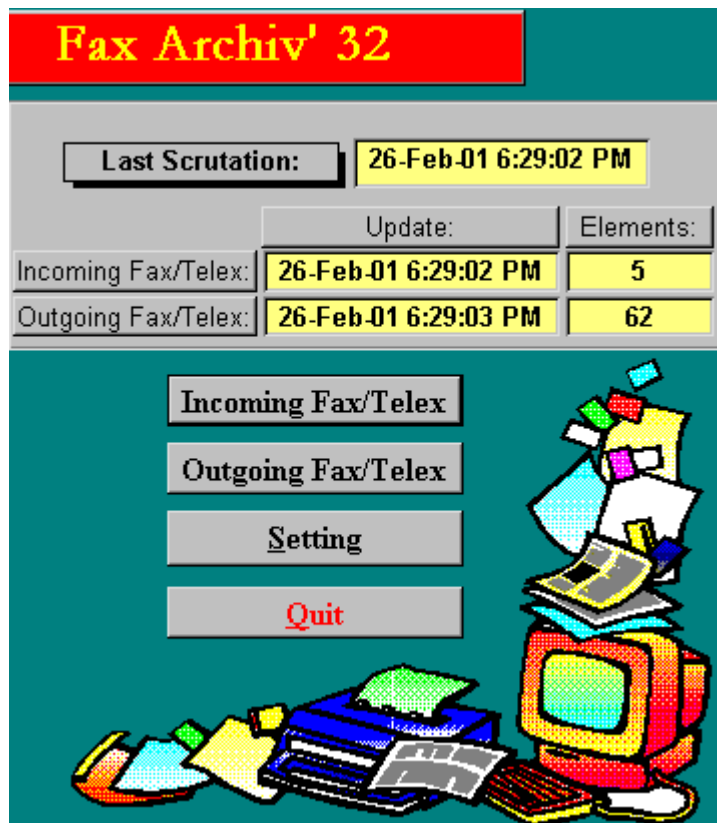 Fax Archiv' 32
Last Scrutation: 26-Feb-01 6:29:02 PM
Update: Elements:
Incoming Fax/Telex: 26-Feb-01 6:29:02 PM 5
Outgoing Fax/Telex: 26-Feb-01 6:29:03 PM 62
Incoming Fax/Telex
Outgoing Fax/Telex
Setting
Quit